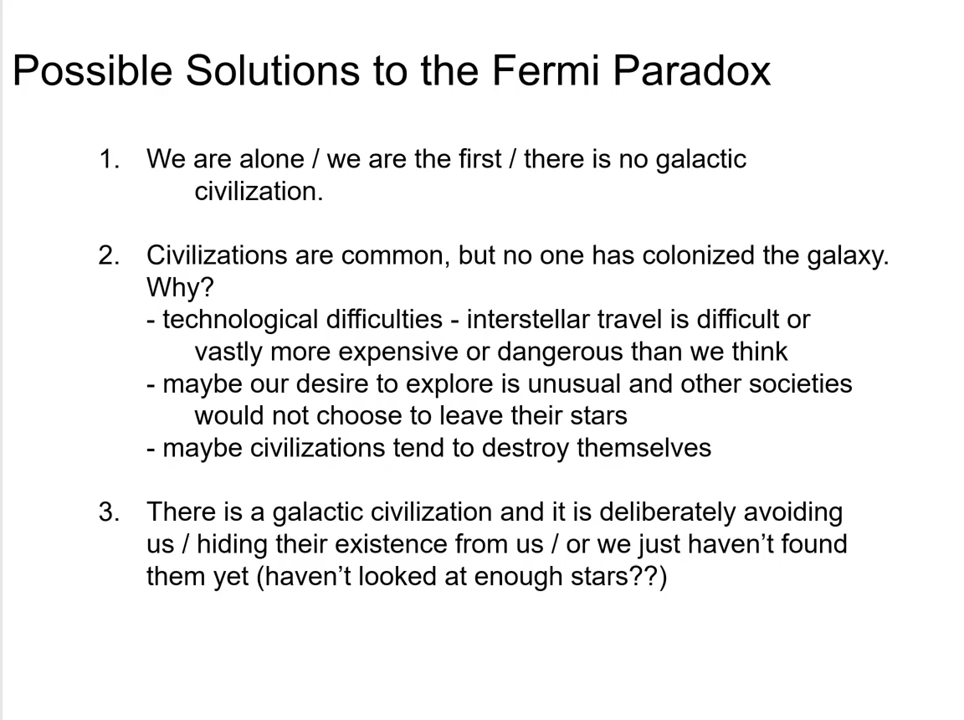 Possible Solutions to the Fermi Paradox
1. We are alone / we are the first / there is no galactic
civilization.
2. Civilizations are common, but no one has colonized the galaxy.
Why?
- technological difficulties - interstellar travel is difficult or
vastly more expensive or dangerous than we think
- maybe our desire to explore is unusual and other societies
would not choose to leave their stars
- maybe civilizations tend to destroy themselves
3. There is a galactic civilization and it is deliberately avoiding
us / hiding their existence from us / or we just haven’t found
them yet (haven’t looked at enough stars??)